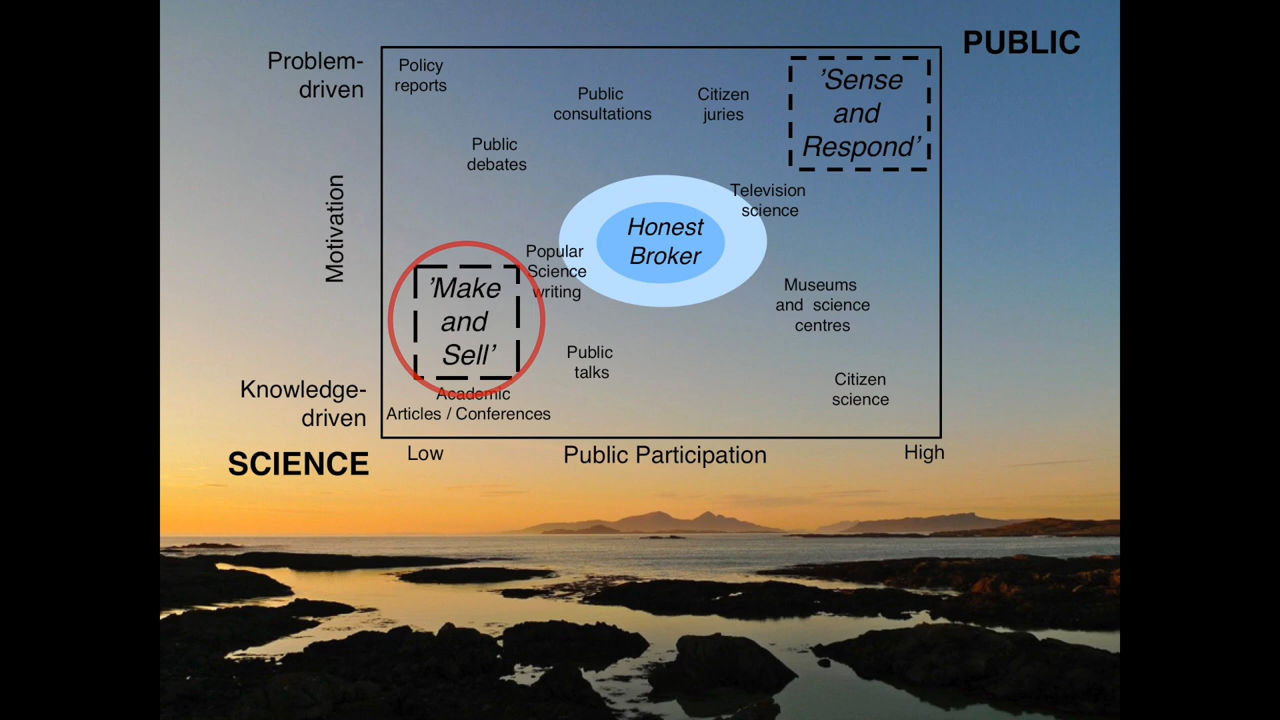 PUBLIC
Problem-
driven
Policy
reports
Public
consultations
Citizen
juries
’Sense
and
Respond’
Public
debates
Motivation
Television
science
Honest
Broker
Popular
Science
writing
’Make
and
Sell’
Museums
and science
centres
Public
talks
Citizen
science
Knowledge-
driven
Academic
Articles / Conferences
SCIENCE
Low
Public Participation
High